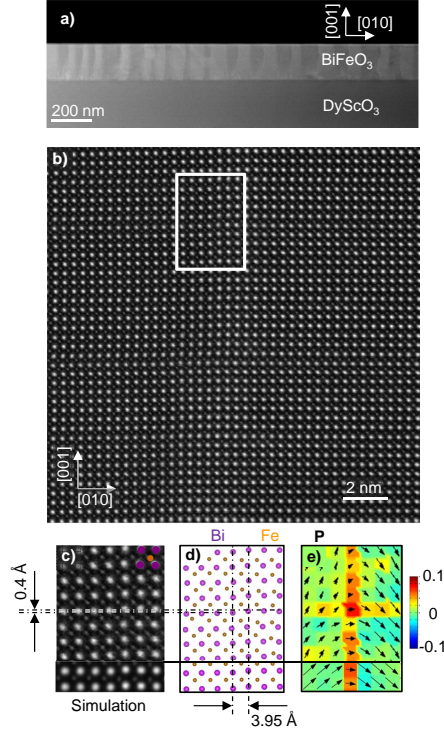 a)
[001]
[010]
BiFeO3
DyScO3
200 nm
b)
[001]
[010]
2 nm
Bi
Fe
P
c)
d)
e)
0.4 Å
0.1
0
-0.1
Simulation
3.95 Å